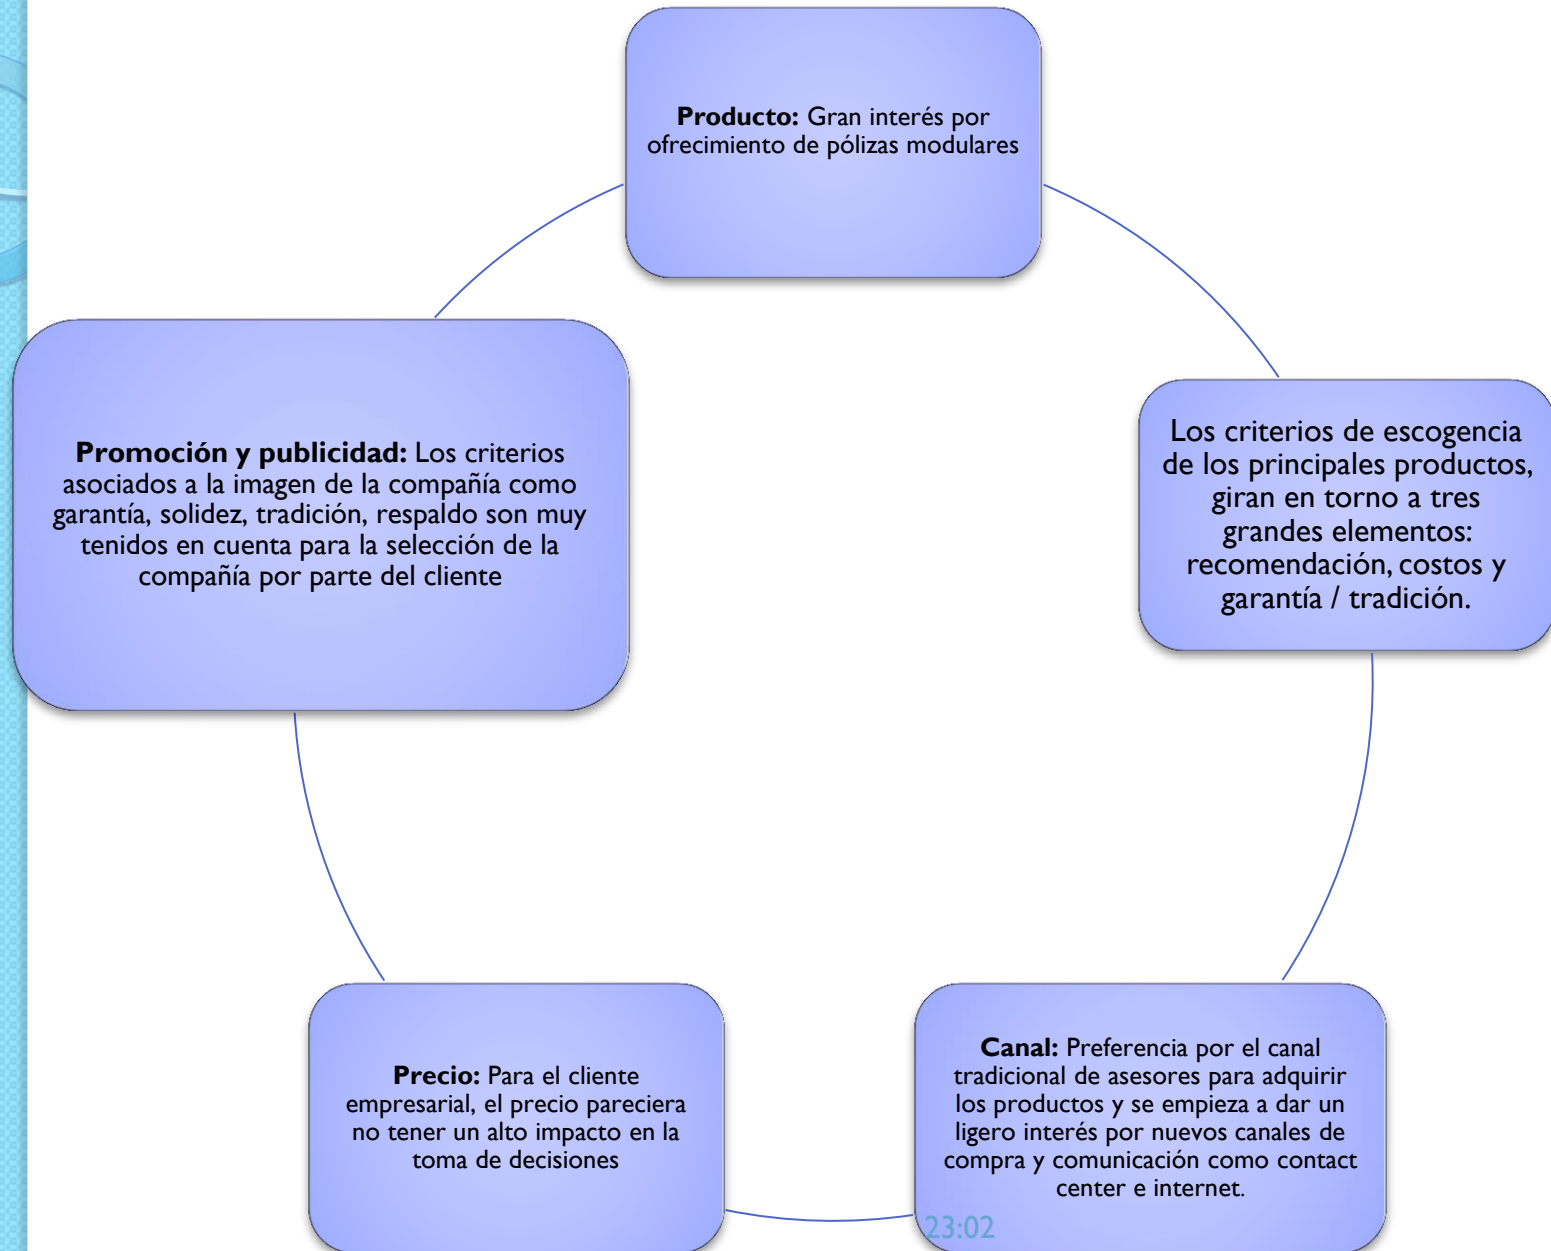 Producto: Gran interés por
ofrecimiento de pólizas modulares
Los criterios de escogencia
de los principales productos,
giran en torno a tres
grandes elementos:
recomendación, costos y
garantía / tradición.
Canal: Preferencia por el canal
tradicional de asesores para adquirir
los productos y se empieza a dar un
ligero interés por nuevos canales de
compra y comunicación como contact
center e internet.
Precio: Para el cliente
empresarial, el precio pareciera
no tener un alto impacto en la
toma de decisiones
Promoción y publicidad: Los criterios
asociados a la imagen de la compañía como
garantía, solidez, tradición, respaldo son muy
tenidos en cuenta para la selección de la
compañía por parte del cliente
23:02